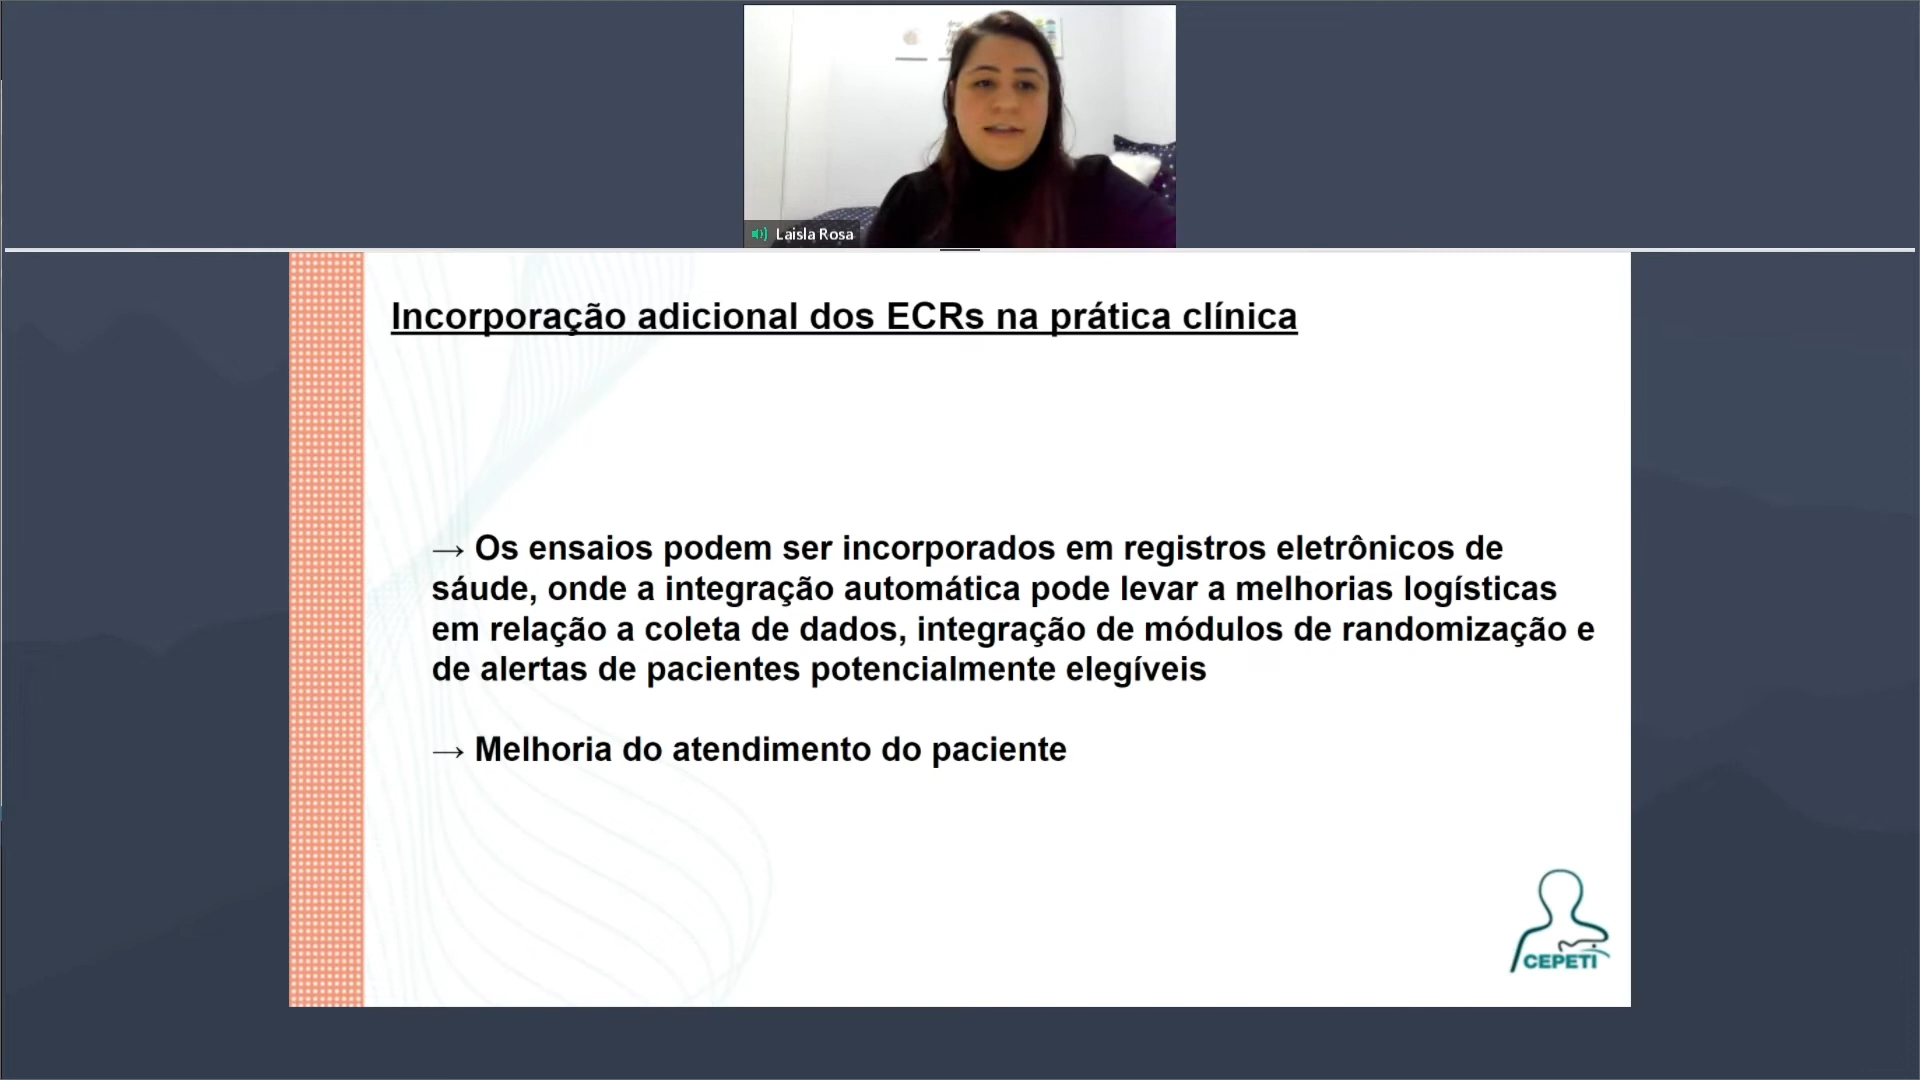 Laisla Rosa
Incorporação adicional dos ECRs na prática clínica
→ Os ensaios podem ser incorporados em registros eletrônicos de
sáude, onde a integração automática pode levar a melhorias logísticas
em relação a coleta de dados, integração de módulos de randomização e
de alertas de pacientes potencialmente elegíveis
→ Melhoria do atendimento do paciente
CEPETI